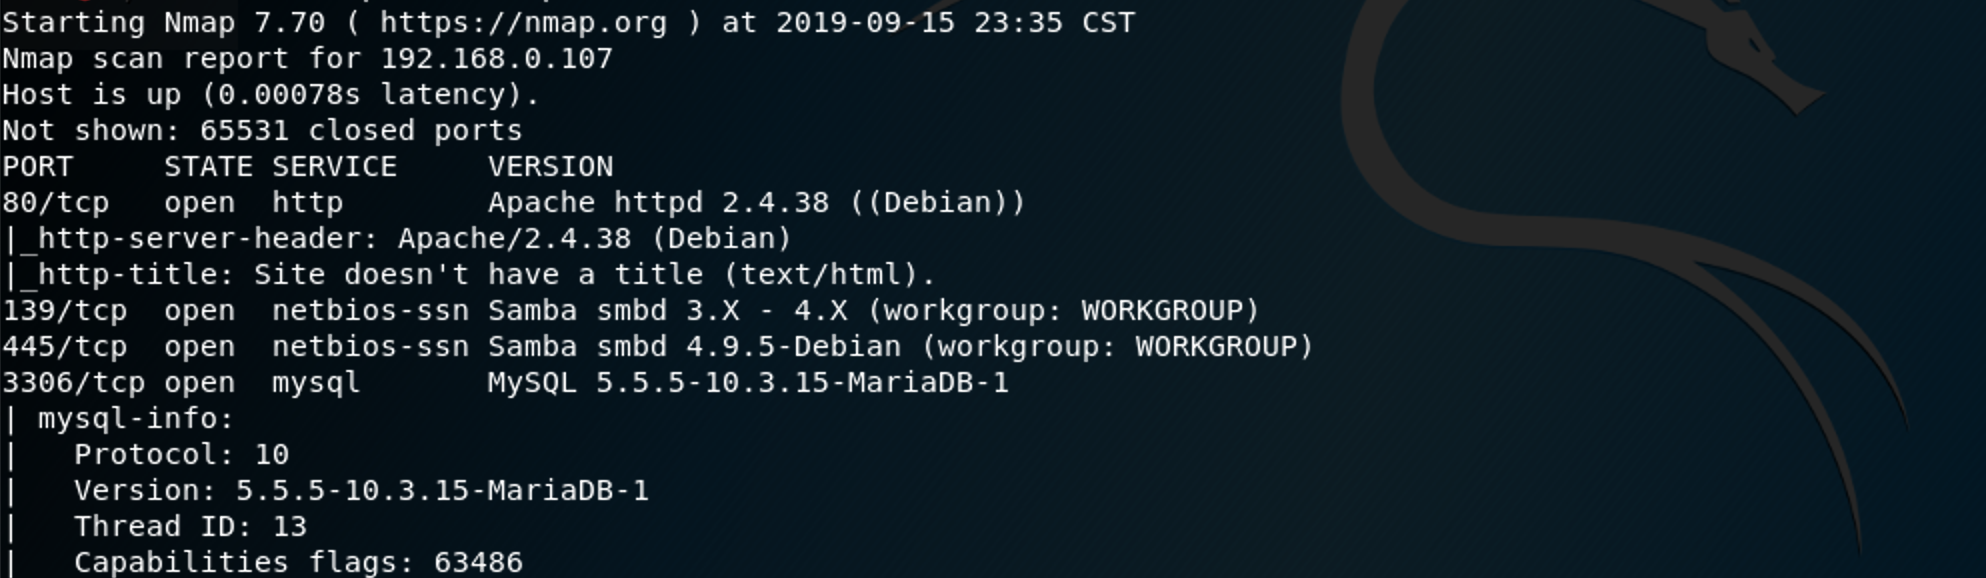 Starting Nmap 7.70 ( https://nmap.org ) at 2019-09-15 23:35 CST
Nmap scan report for 192.168.0.107
Host is up (0.00078s latency).
Not shown: 65531 closed ports
PORT     STATE SERVICE     VERSION
80/tcp   open  http        Apache httpd 2.4.38 ((Debian))
|_http-server-header: Apache/2.4.38 (Debian)
|_http-title: Site doesn't have a title (text/html).
139/tcp  open  netbios-ssn Samba smbd 3.X - 4.X (workgroup: WORKGROUP)
445/tcp  open  netbios-ssn Samba smbd 4.9.5-Debian (workgroup: WORKGROUP)
3306/tcp open  mysql       MySQL 5.5.5-10.3.15-MariaDB-1
| mysql-info:
|   Protocol: 10
|   Version: 5.5.5-10.3.15-MariaDB-1
|   Thread ID: 13
|   Capabilities flags: 63486